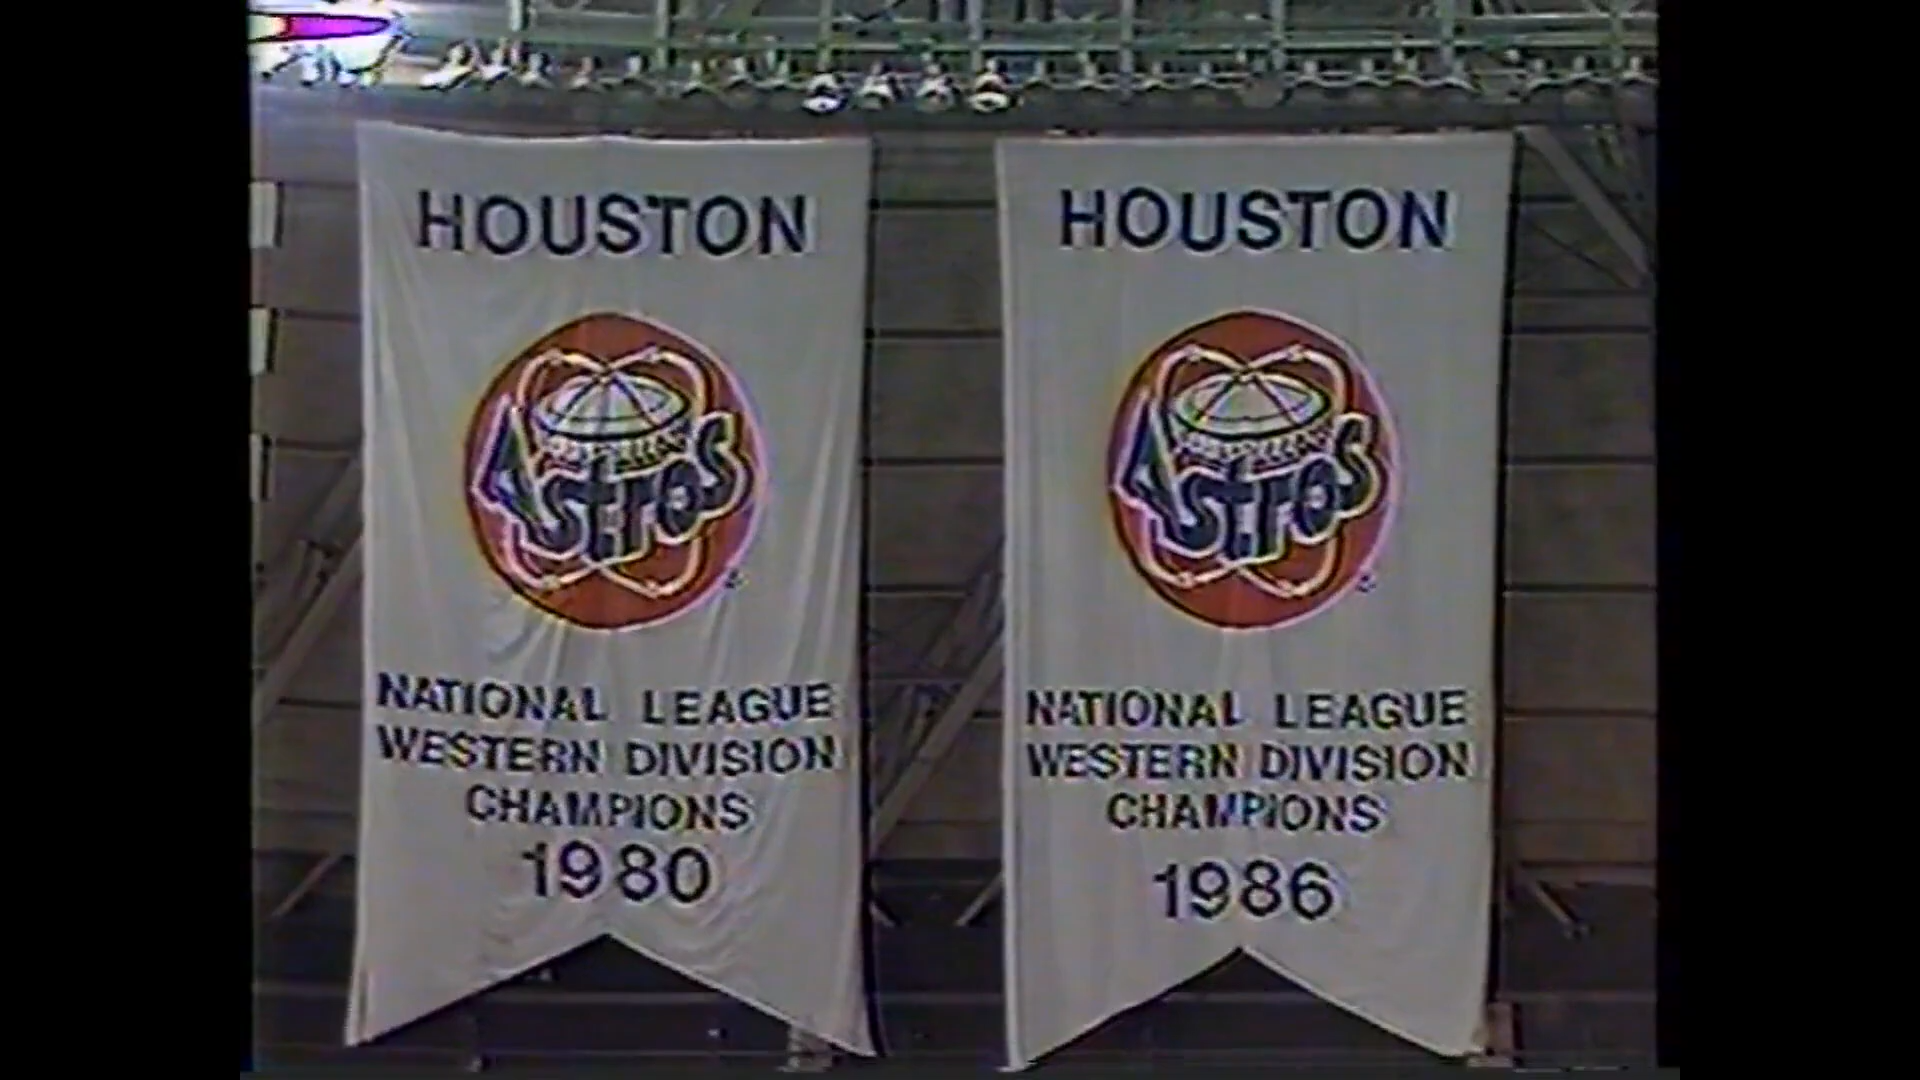 HOUSTON
Astros
NATIONAL LEAGUE
WESTERN DIVISION
CHAMPIONS
1980
HOUSTON
Astros
NATIONAL LEAGUE
WESTERN DIVISION
CHAMPIONS
1986